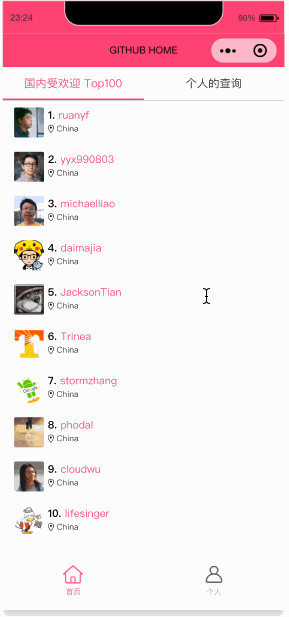 23:24
90%
GITHUB HOME
国内受欢迎 Top100
个人的查询
1. ruanyf
China
2. yyx990803
China
3. michaelliao
China
4. daimajia
China
5. JacksonTian
China
6. Trinea
China
7. stormzhang
China
8. phodal
China
9. cloudwu
China
10. lifesinger
China
首页
个人